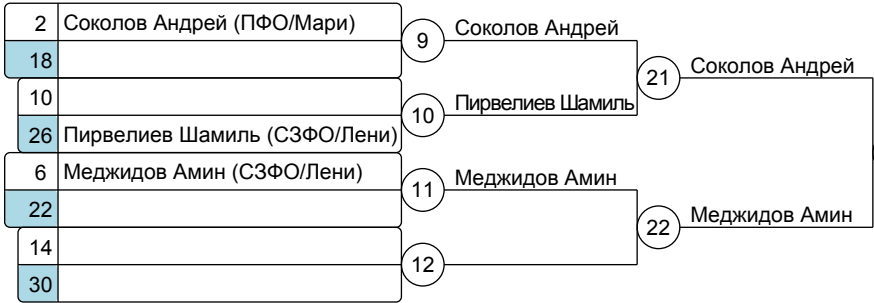 2 Соколов Андрей (ПФО/Мари)
18
9 Соколов Андрей
10
26 Пирвелиев Шамиль (СЗФО/Лени)
10 Пирвелиев Шамиль
21 Соколов Андрей
6 Меджидов Амин (СЗФО/Лени)
22
11 Меджидов Амин
14
30
12
22 Меджидов Амин